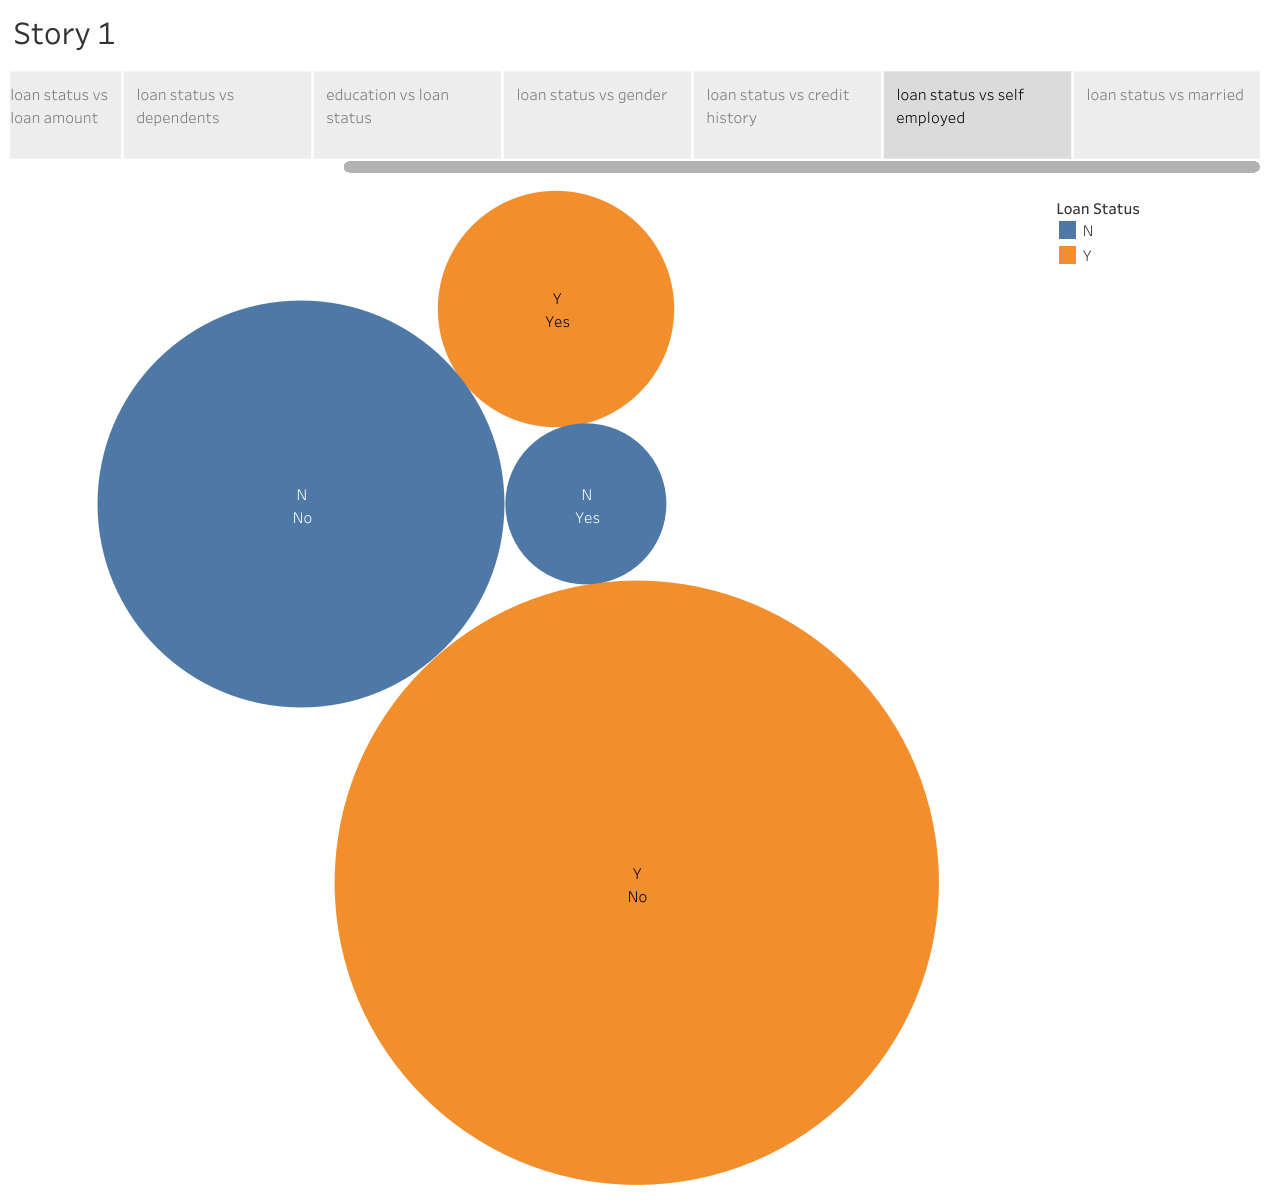 Story 1
loan status vs
loan amount
loan status vs
dependents
education vs loan
status
loan status vs gender
loan status vs credit
history
loan status vs self
employed
loan status vs married
Loan Status
N
Y
Y
Yes
N
No
N
Yes
Y
No